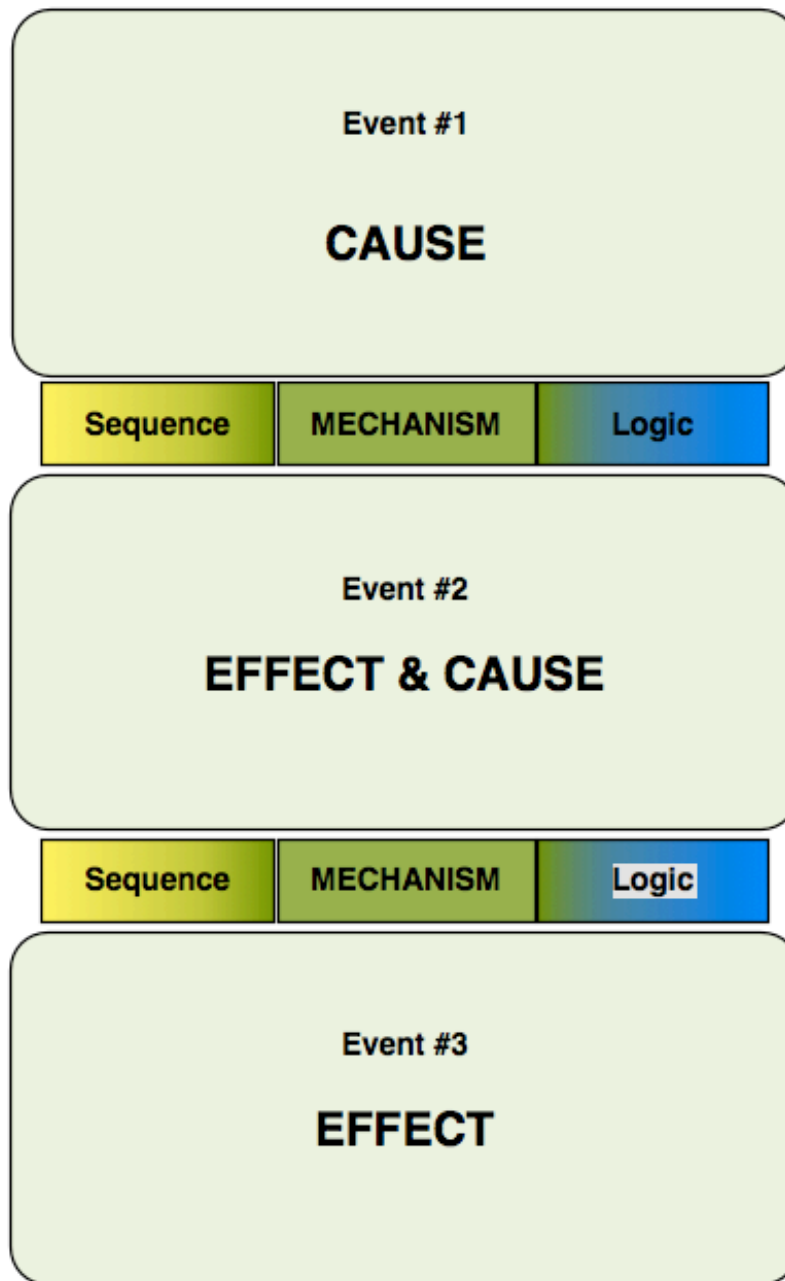 Event #1
CAUSE
Sequence MECHANISM Logic
Event #2
EFFECT & CAUSE
Sequence MECHANISM Logic
Event #3
EFFECT